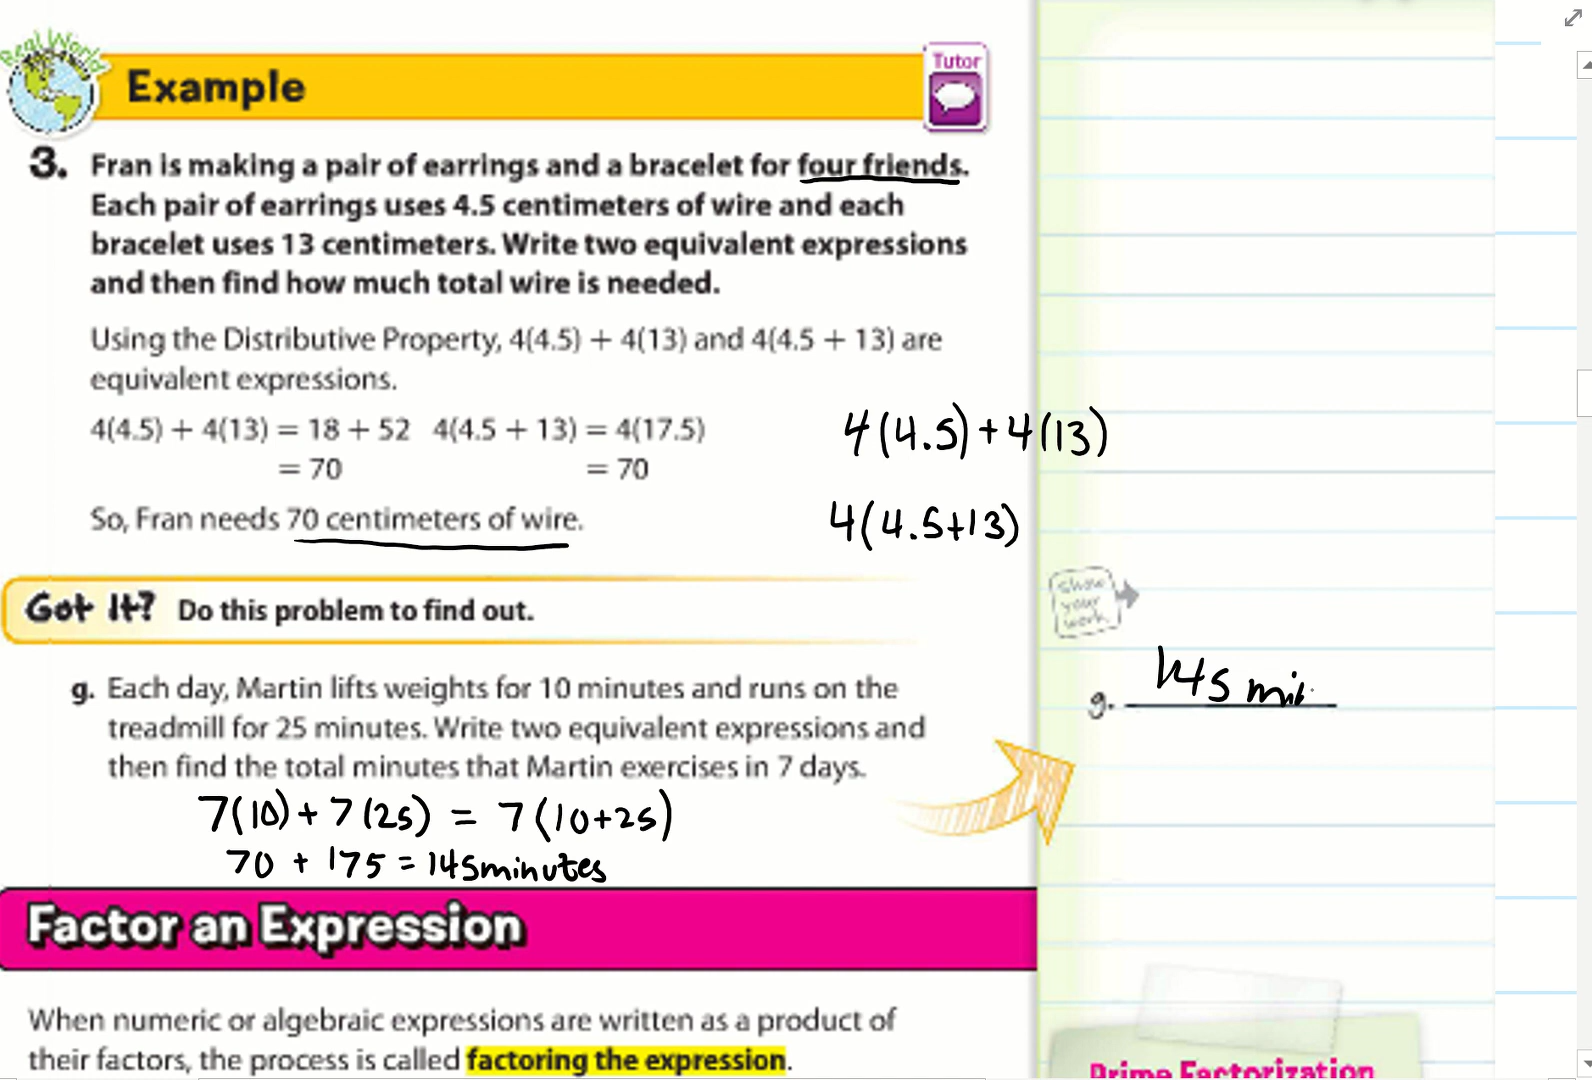 Real World
Example
Tutor
3. Fran is making a pair of earrings and a bracelet for four friends.
Each pair of earrings uses 4.5 centimeters of wire and each
bracelet uses 13 centimeters. Write two equivalent expressions
and then find how much total wire is needed.
Using the Distributive Property, 4(4.5) + 4(13) and 4(4.5 + 13) are
equivalent expressions.
4(4.5) + 4(13) = 18 + 52 4(4.5 + 13) = 4(17.5)
= 70 = 70
4(4.5)+4(13)
So, Fran needs 70 centimeters of wire.
4(4.5+13)
Got It? Do this problem to find out.
Show
your
work.
g. Each day, Martin lifts weights for 10 minutes and runs on the
treadmill for 25 minutes. Write two equivalent expressions and
then find the total minutes that Martin exercises in 7 days.
g. 145 min
7(10)+7(25) = 7(10+25)
70 + 175 = 145 minutes
Factor an Expression
When numeric or algebraic expressions are written as a product of
their factors, the process is called factoring the expression.
Prime Factorization